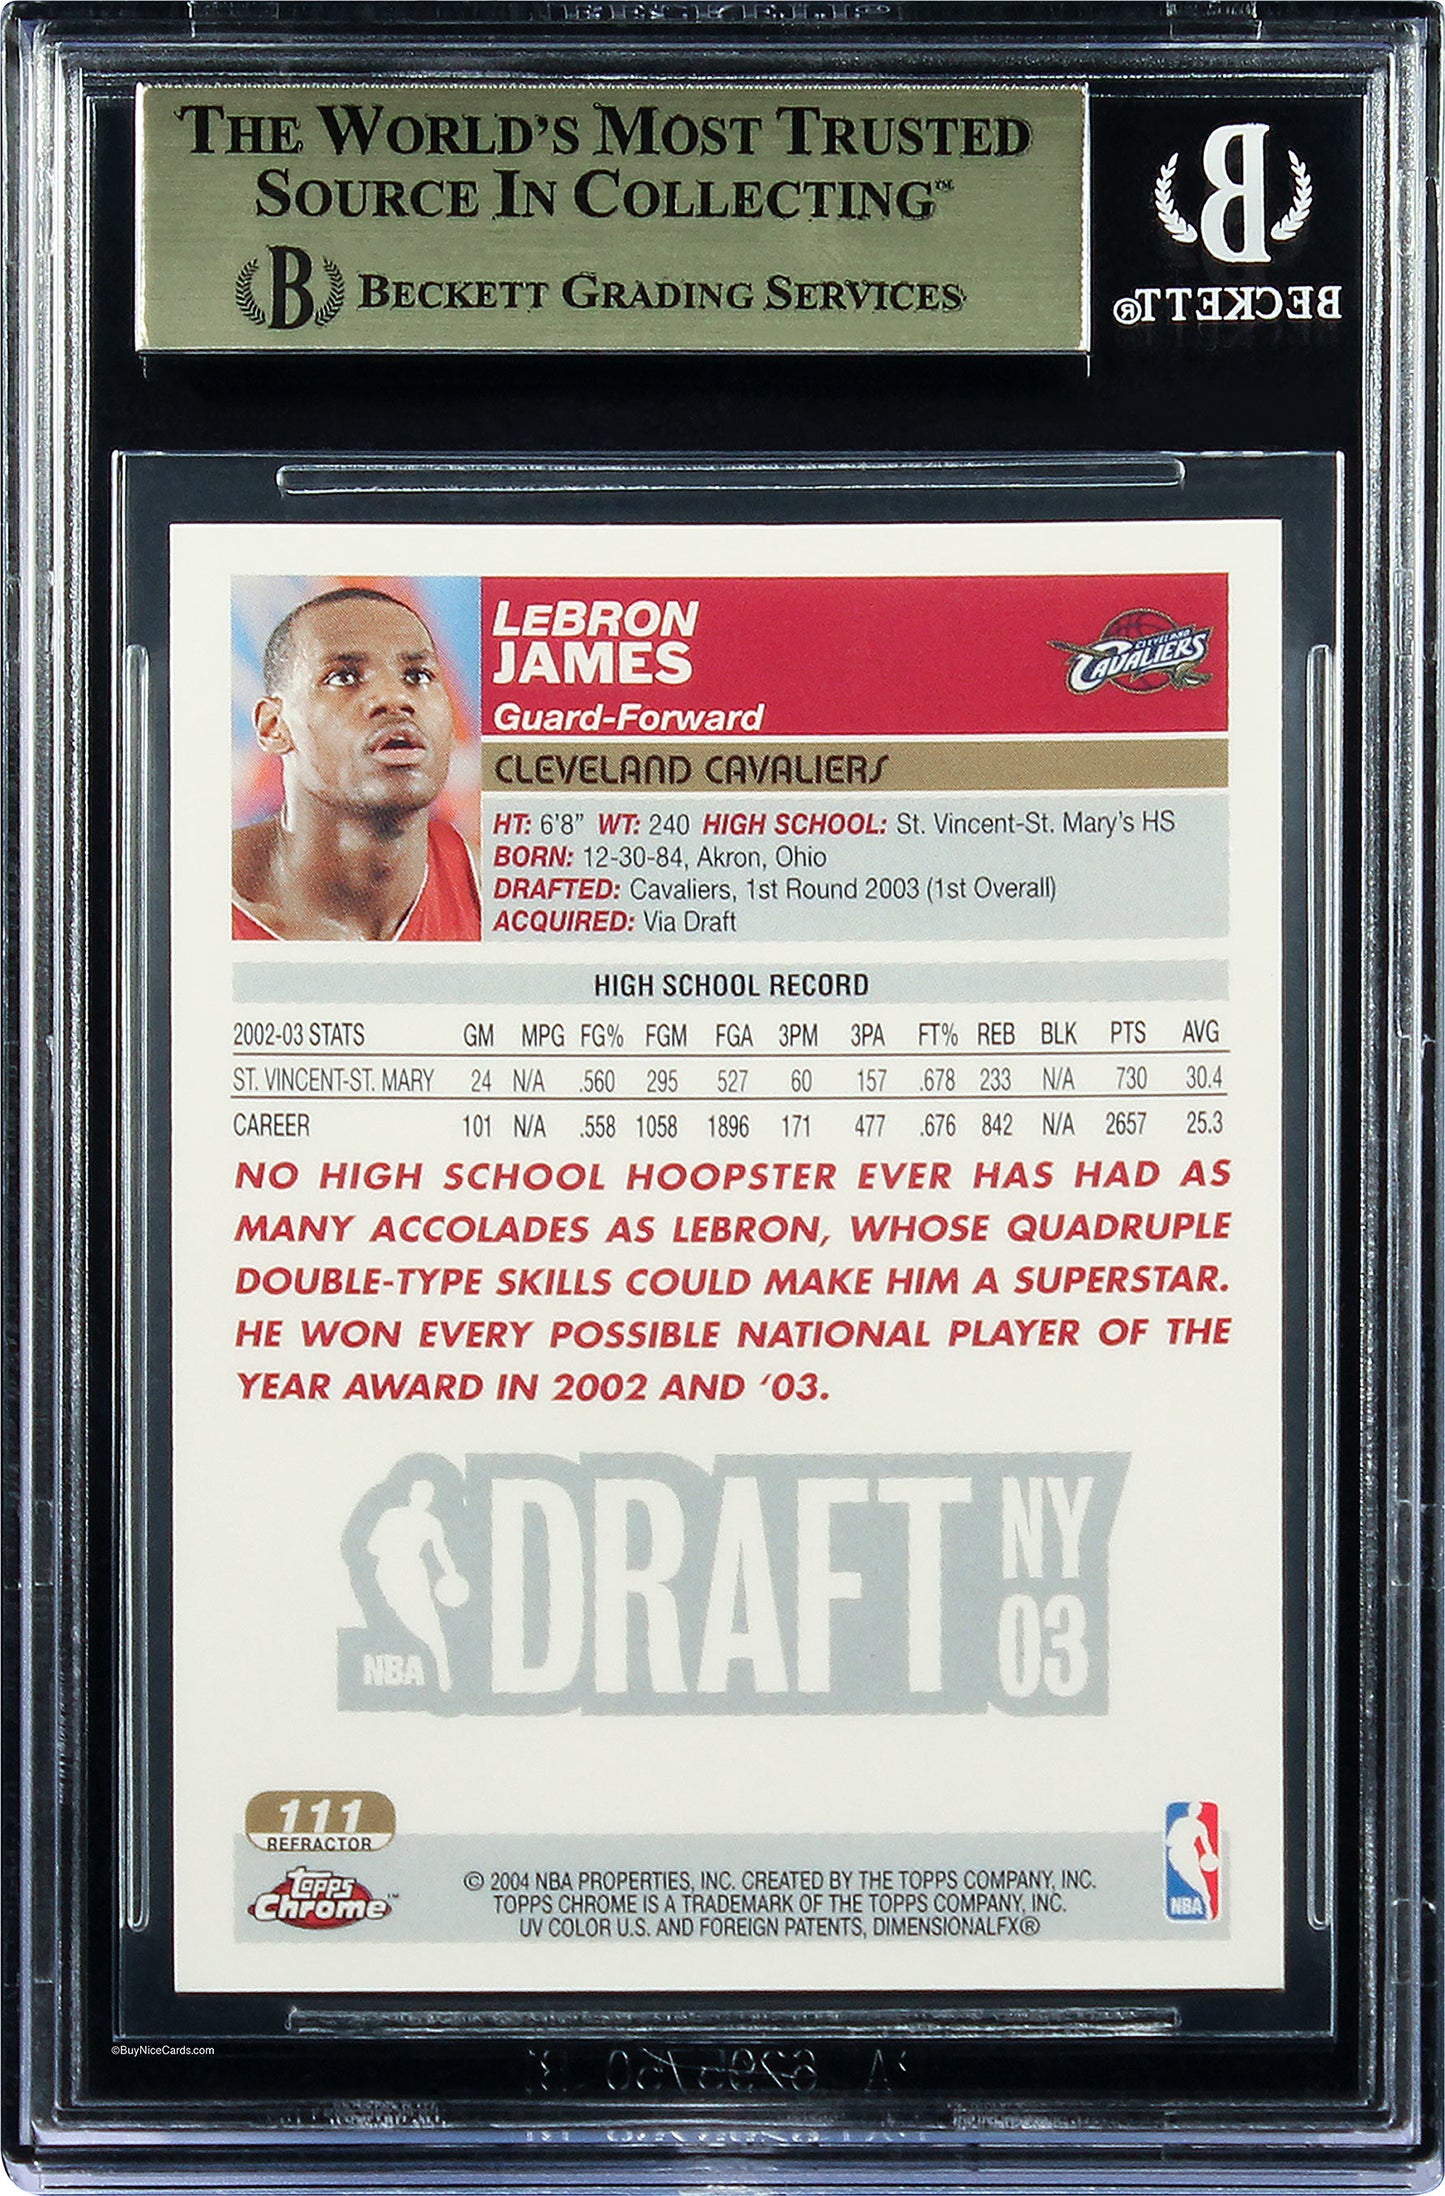 THE WORLD'S MOST TRUSTED
SOURCE IN COLLECTING™
B BECKETT GRADING SERVICES
B
BECKETT®
LEBRON
JAMES
Guard-Forward
CLEVELAND CAVALIERS
CLEVELAND
CAVALIERS
HT: 6'8” WT: 240 HIGH SCHOOL: St. Vincent-St. Mary's HS
BORN: 12-30-84, Akron, Ohio
DRAFTED: Cavaliers, 1st Round 2003 (1st Overall)
ACQUIRED: Via Draft
HIGH SCHOOL RECORD
2002-03 STATS GM MPG FG% FGM FGA 3PM 3PA FT% REB BLK PTS AVG
ST. VINCENT-ST. MARY 24 N/A .560 295 527 60 157 .678 233 N/A 730 30.4
CAREER 101 N/A .558 1058 1896 171 477 .676 842 N/A 2657 25.3
NO HIGH SCHOOL HOOPSTER EVER HAS HAD AS
MANY ACCOLADES AS LEBRON, WHOSE QUADRUPLE
DOUBLE-TYPE SKILLS COULD MAKE HIM A SUPERSTAR.
HE WON EVERY POSSIBLE NATIONAL PLAYER OF THE
YEAR AWARD IN 2002 AND ‘03.
NBA DRAFT NY
03
111
REFRACTOR
Topps
Chrome™
© 2004 NBA PROPERTIES, INC. CREATED BY THE TOPPS COMPANY, INC.
TOPPS CHROME IS A TRADEMARK OF THE TOPPS COMPANY, INC.
UV COLOR U.S. AND FOREIGN PATENTS, DIMENSIONALFX®
NBA
©BuyNiceCards.com